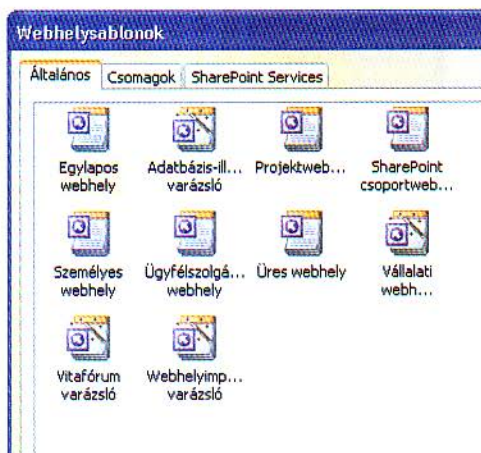 Webhelysablonok
Általános Csomagok SharePoint Services
Egylapos webhely
Adatbázis-ill... varázsló
Projektweb...
SharePoint csoportweb...
Személyes webhely
Ügyfélszolgá... webhely
Üres webhely
Vállalati webh...
Vitafórum varázsló
Webhelyimp... varázsló